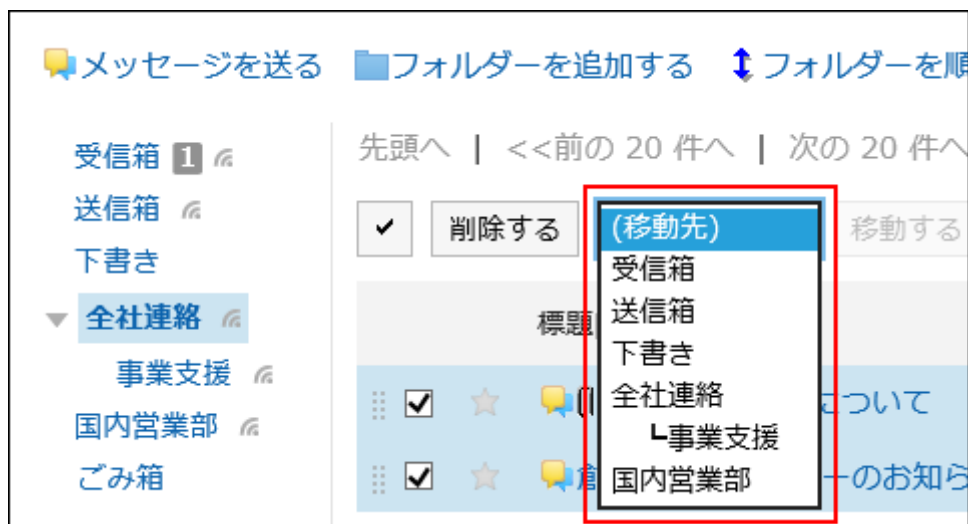 メッセージを送る フォルダーを追加する フォルダーを順
受信箱 1
送信箱
下書き
全社連絡
事業支援
国内営業部
ごみ箱
先頭へ | <<前の 20 件へ | 次の 20 件へ
削除する (移動先) 移動する
受信箱
送信箱
下書き
全社連絡
┗事業支援
国内営業部
標題
について
ーのお知ら